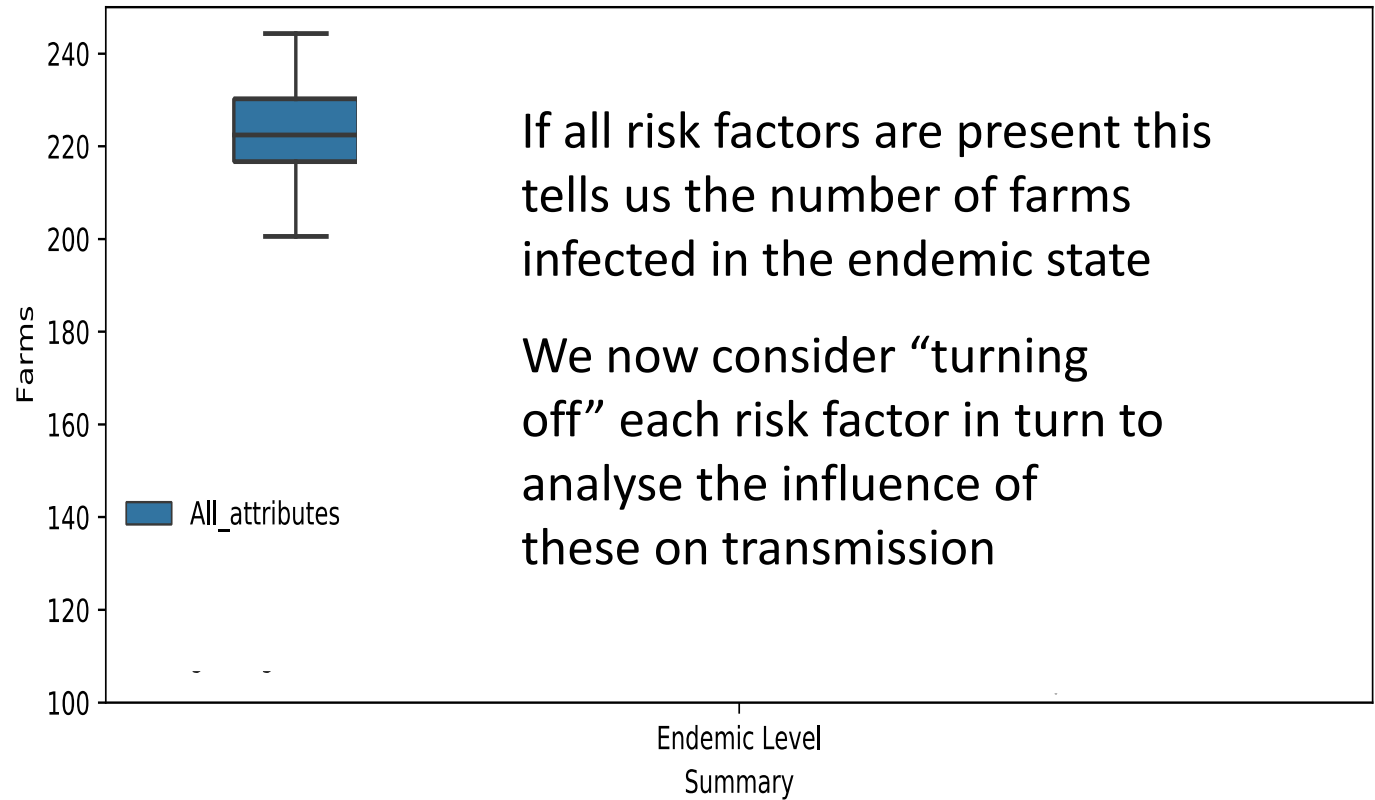 240
220
200
180
160
140
120
100
Farms
All_attributes
If all risk factors are present this
tells us the number of farms
infected in the endemic state
We now consider “turning
off” each risk factor in turn to
analyse the influence of
these on transmission
Endemic Level
Summary